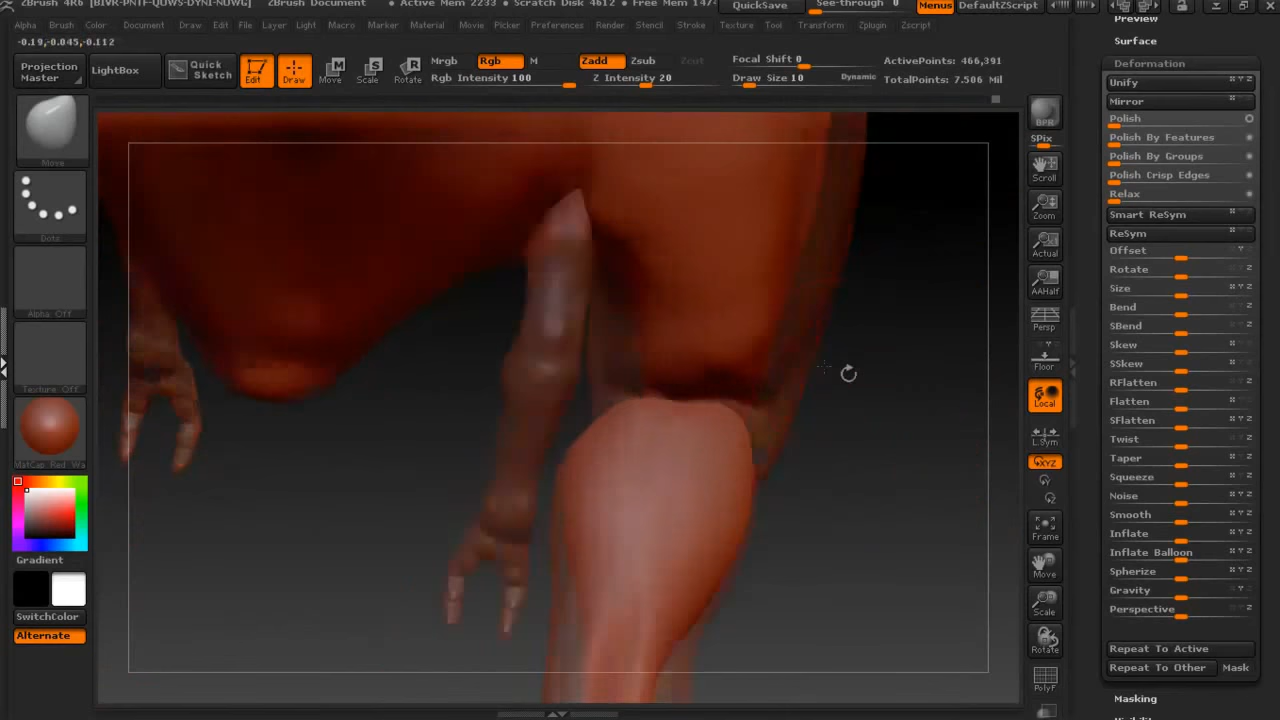 ZBrush 4R6 [BIVR-PNTF-QOWS-DYNI-NUWG] ZBrush Document Active Mem 2233 Scratch Disk 4612 Free Mem QuickSave See-through 0 Menus DefaultZScript
Alpha Brush Color Document Draw Edit File Layer Light Macro Marker Material Movie Picker Preferences Render Stencil Stroke Texture Tool Transform Zplugin Zscript
-0.19,-0.045,-0.112
Projection Master
LightBox
Quick Sketch
Edit
Draw
Move
Scale
Rotate
Mrgb Rgb M
Rgb Intensity 100
Zadd Zsub Zcut
Z Intensity 20
Focal Shift 0
Draw Size 10 Dynamic
ActivePoints: 466,391
TotalPoints: 7.506 Mil
Move
Dots
Alpha Off
Texture Off
MatCap Red Wa
Gradient
SwitchColor
Alternate
BPR
SPix
Scroll
Zoom
Actual
AAHalf
Persp
Floor
Local
L.Sym
XYZ
Frame
Move
Scale
Rotate
PolyF
Preview
Surface
Deformation
Unify
Mirror
Polish
Polish By Features
Polish By Groups
Polish Crisp Edges
Relax
Smart ReSym
ReSym
Offset
Rotate
Size
Bend
SBend
Skew
SSkew
RFlatten
Flatten
SFlatten
Twist
Taper
Squeeze
Noise
Smooth
Inflate
Inflate Balloon
Spherize
Gravity
Perspective
Repeat To Active
Repeat To Other Mask
Masking